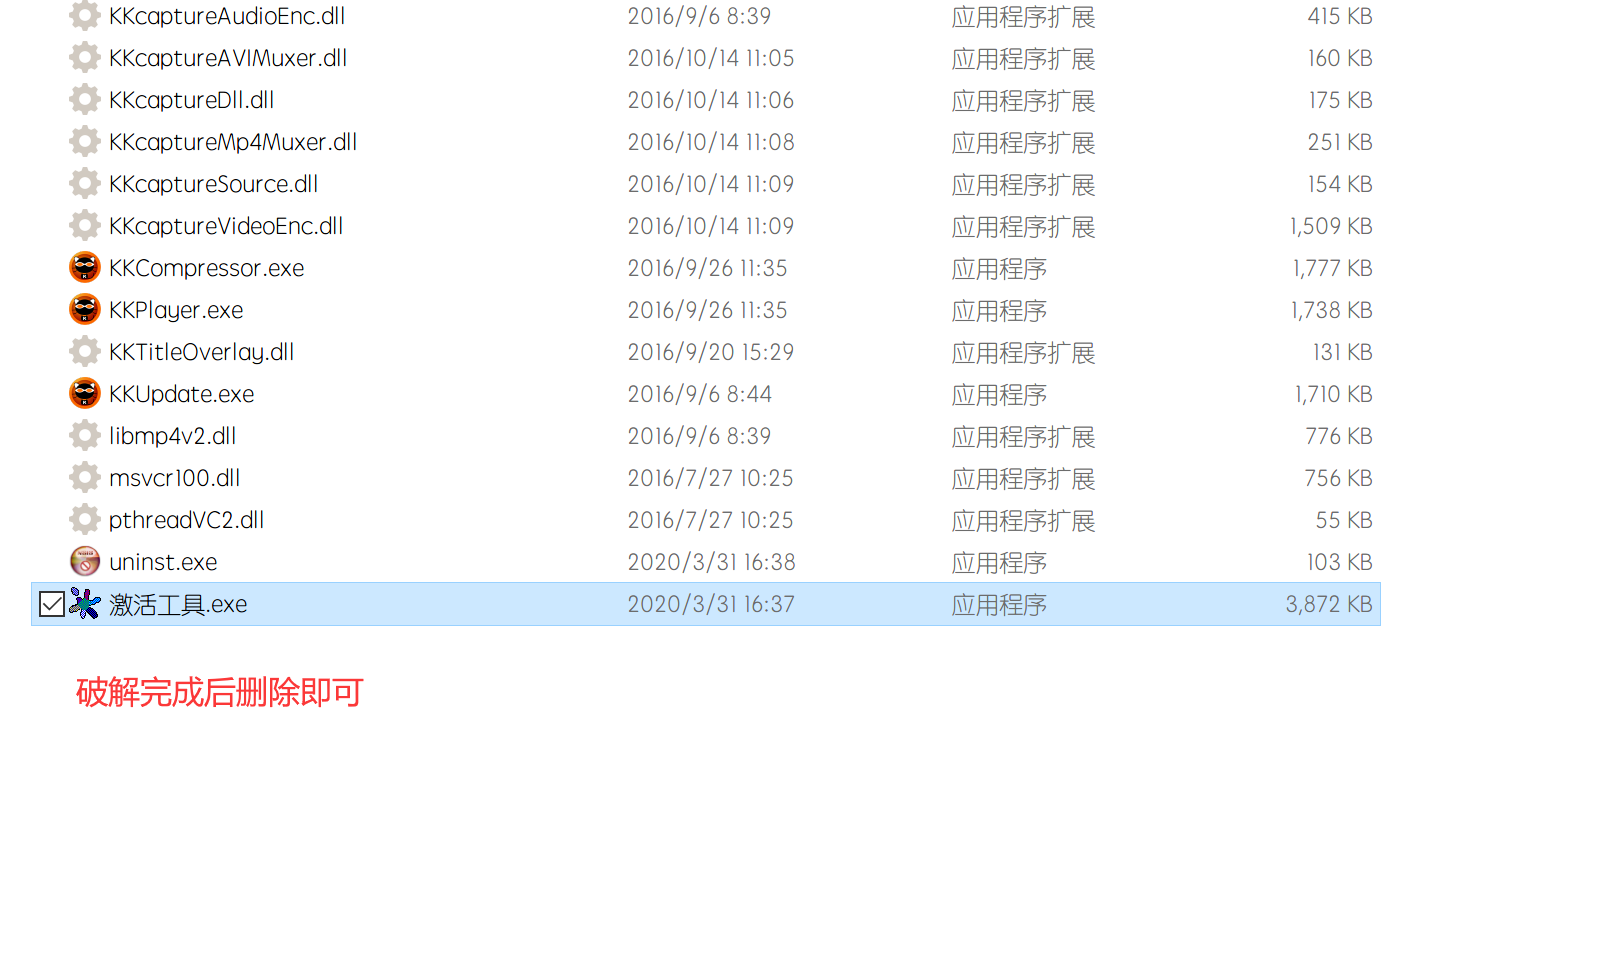 KKcaptureAudioEnc.dll 2016/9/6 8:39 应用程序扩展 415 KB
KKcaptureAVIMuxer.dll 2016/10/14 11:05 应用程序扩展 160 KB
KKcaptureDll.dll 2016/10/14 11:06 应用程序扩展 175 KB
KKcaptureMp4Muxer.dll 2016/10/14 11:08 应用程序扩展 251 KB
KKcaptureSource.dll 2016/10/14 11:09 应用程序扩展 154 KB
KKcaptureVideoEnc.dll 2016/10/14 11:09 应用程序扩展 1,509 KB
KKCompressor.exe 2016/9/26 11:35 应用程序 1,777 KB
KKPlayer.exe 2016/9/26 11:35 应用程序 1,738 KB
KKTitleOverlay.dll 2016/9/20 15:29 应用程序扩展 131 KB
KKUpdate.exe 2016/9/6 8:44 应用程序 1,710 KB
libmp4v2.dll 2016/9/6 8:39 应用程序扩展 776 KB
msvcr100.dll 2016/7/27 10:25 应用程序扩展 756 KB
pthreadVC2.dll 2016/7/27 10:25 应用程序扩展 55 KB
uninst.exe 2020/3/31 16:38 应用程序 103 KB
激活工具.exe 2020/3/31 16:37 应用程序 3,872 KB
破解完成后删除即可